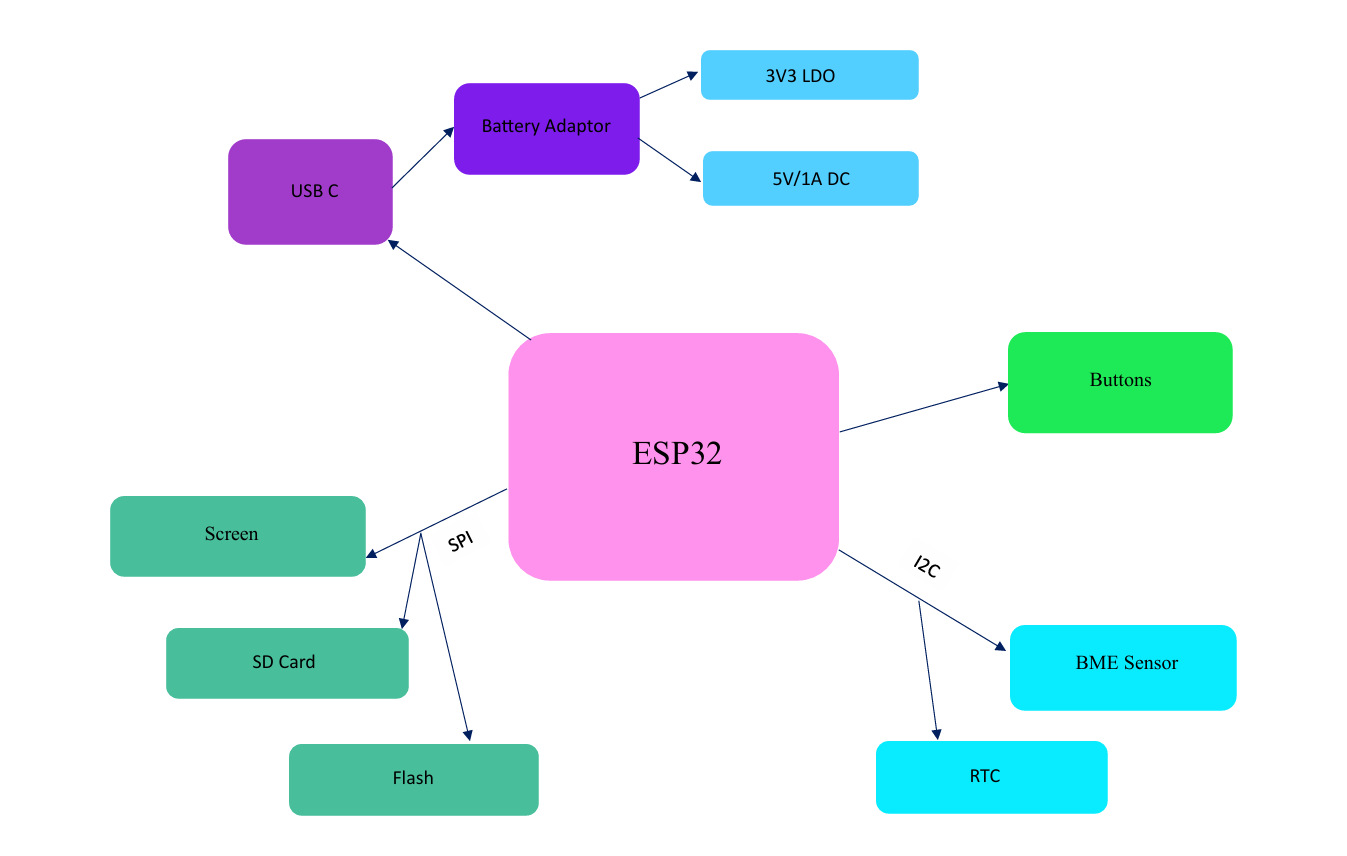 3V3 LDO
Battery Adaptor
5V/1A DC
USB C
Buttons
ESP32
Screen
SPI
I2C
SD Card
BME Sensor
Flash
RTC